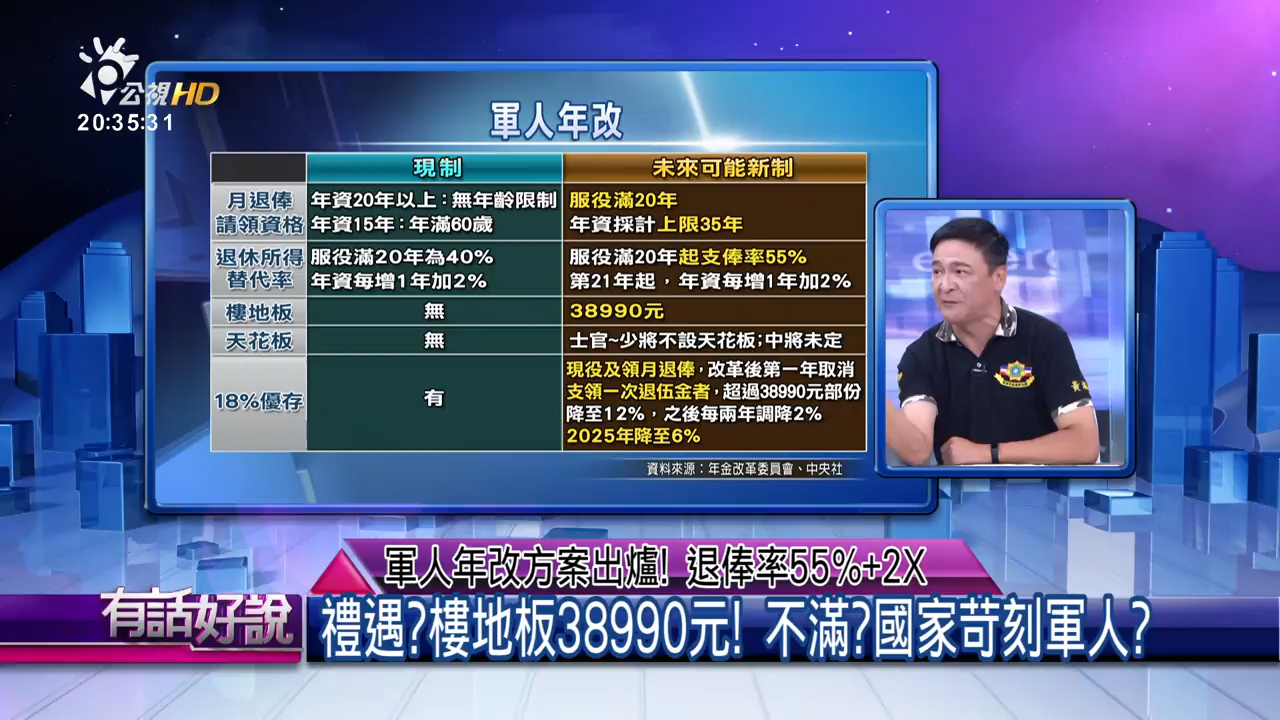 公視HD
20:35:31
軍人年改
現制
未來可能新制
月退俸
請領資格
年資20年以上：無年齡限制
年資15年：年滿60歲
服役滿20年
年資採計上限35年
退休所得
替代率
服役滿20年為40%
年資每增1年加2%
服役滿20年起支俸率55%
第21年起，年資每增1年加2%
樓地板
無
38990元
天花板
無
士官~少將不設天花板;中將未定
18%優存
有
現役及領月退俸，改革後第一年取消
支領一次退伍金者，超過38990元部份
降至12%，之後每兩年調降2%
2025年降至6%
資料來源：年金改革委員會、中央社
軍人年改方案出爐! 退俸率55%+2X
有話好說
禮遇?樓地板38990元! 不滿?國家苛刻軍人?